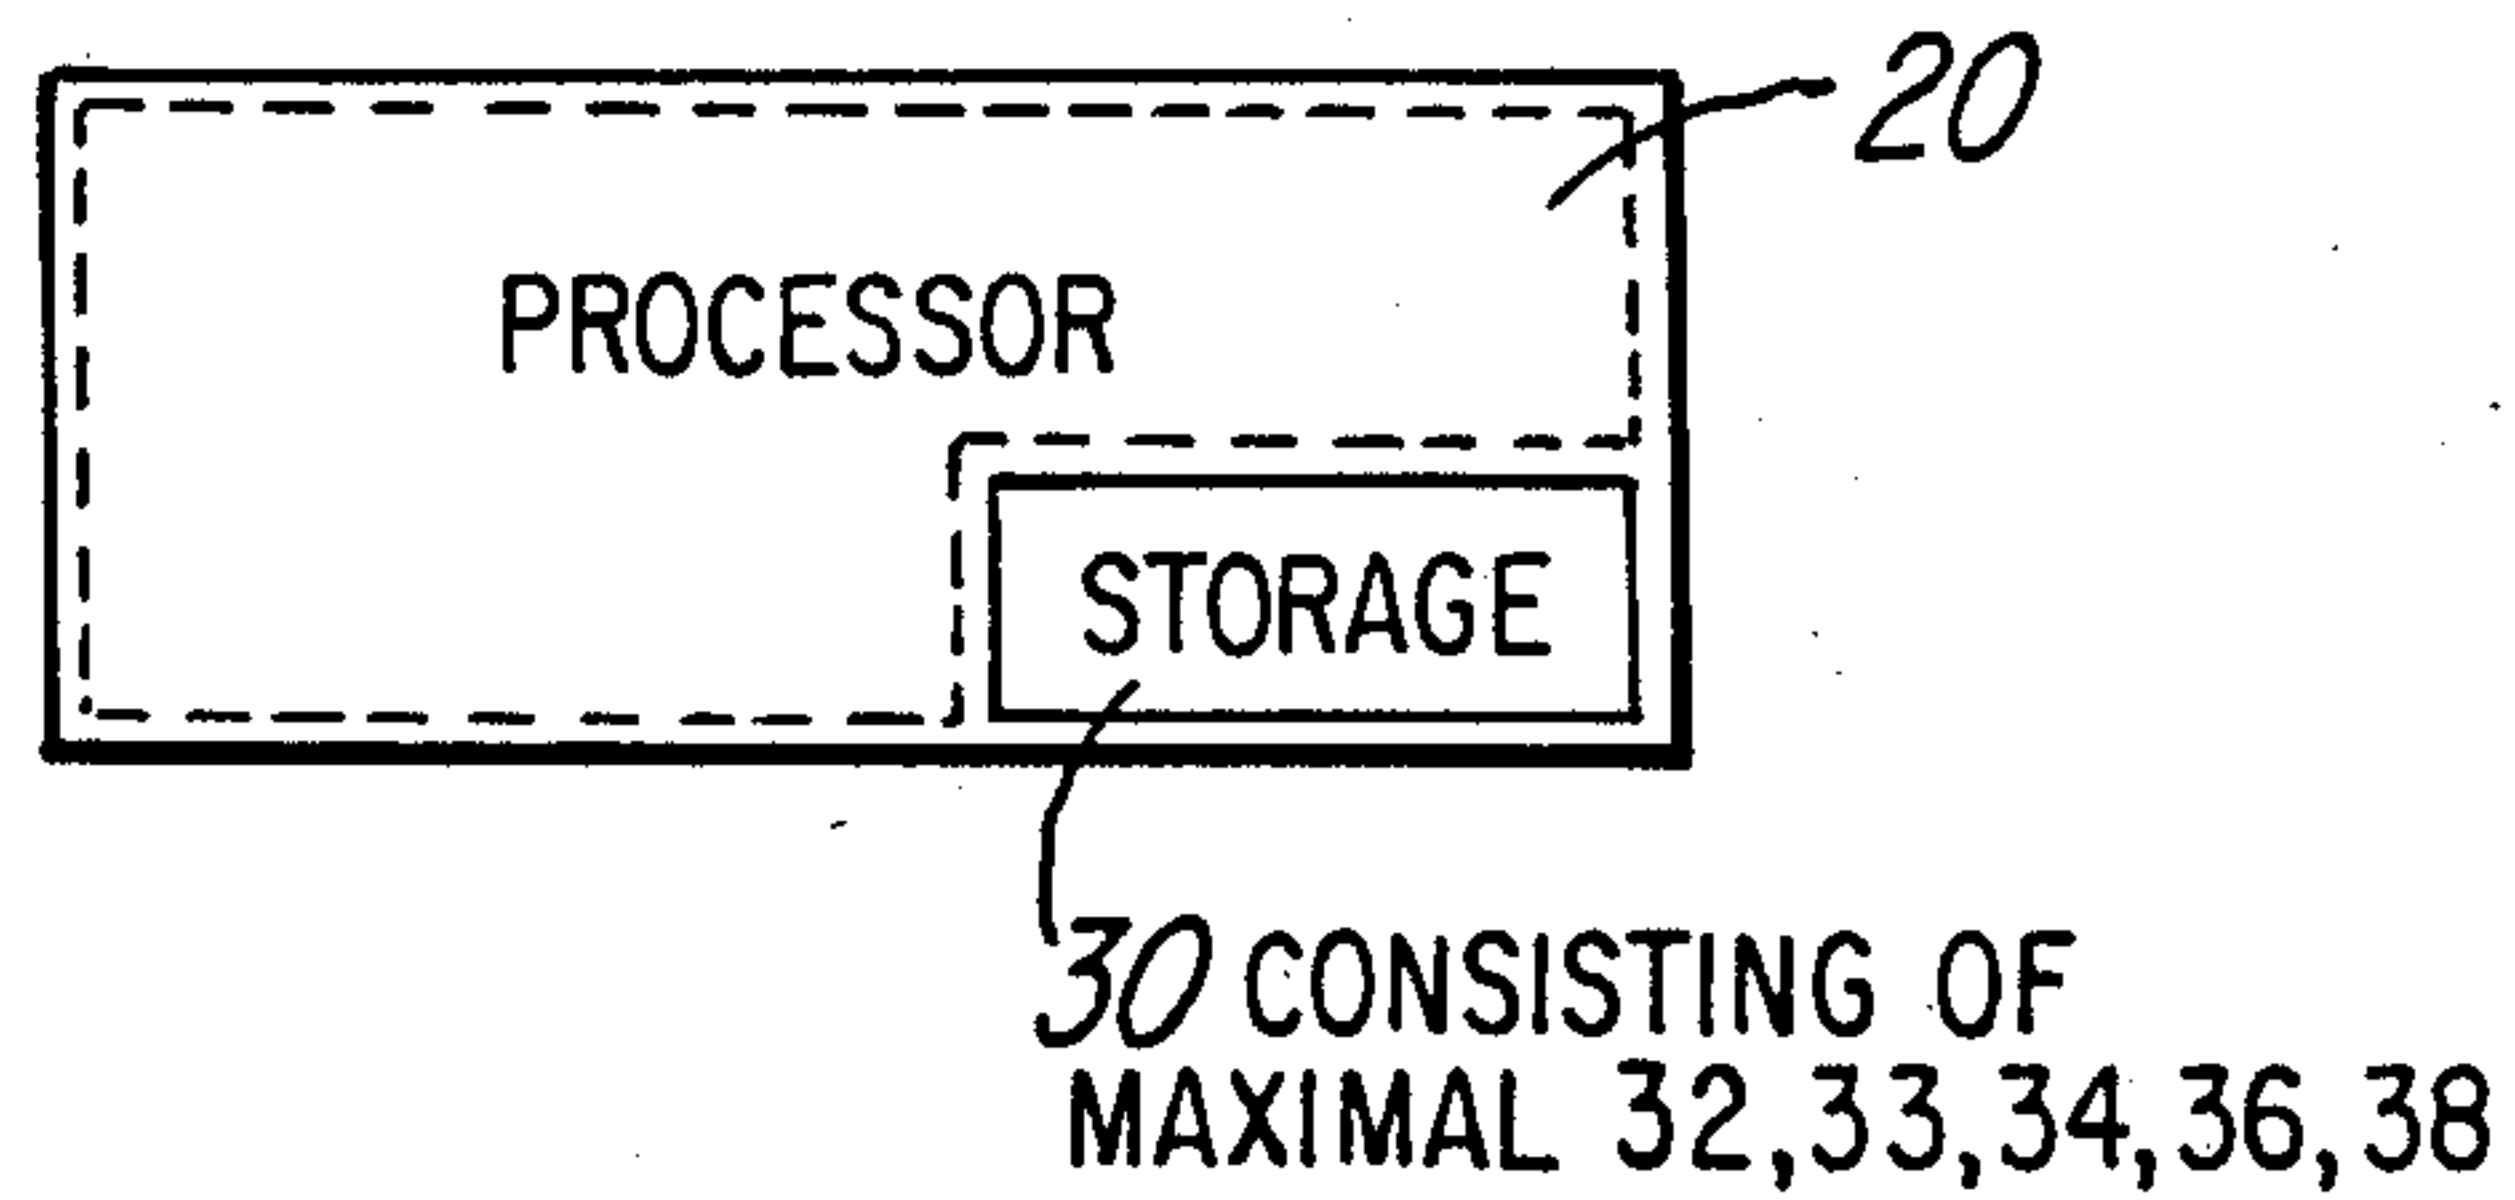 20
PROCESSOR
STORAGE
30 CONSISTING OF
MAXIMAL 32,33,34,36,38